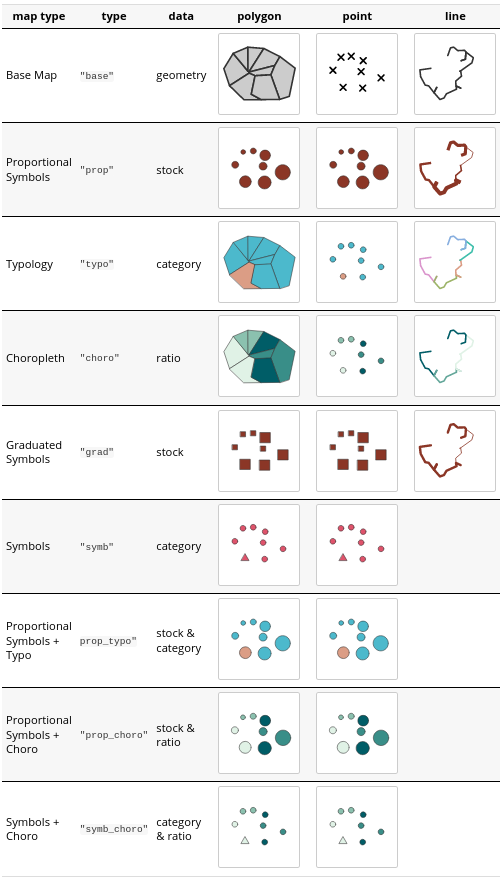 map type type data polygon point line
Base Map "base" geometry
Proportional
Symbols "prop" stock
Typology "typo" category
Choropleth "choro" ratio
Graduated
Symbols "grad" stock
Symbols "symb" category
Proportional
Symbols +
Typo prop_typo" stock &
category
Proportional
Symbols +
Choro "prop_choro" stock &
ratio
Symbols +
Choro "symb_choro" category
& ratio